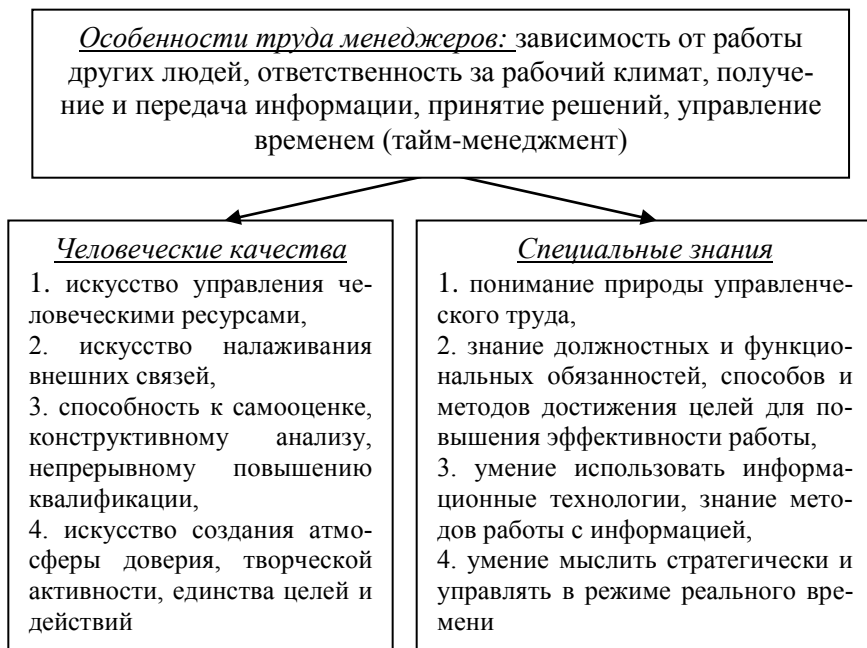 Особенности труда менеджеров: зависимость от работы
других людей, ответственность за рабочий климат, получе-
ние и передача информации, принятие решений, управление
временем (тайм-менеджмент)
Человеческие качества
1. искусство управления че-
ловеческими ресурсами,
2. искусство налаживания
внешних связей,
3. способность к самооценке,
конструктивному анализу,
непрерывному повышению
квалификации,
4. искусство создания атмо-
сферы доверия, творческой
активности, единства целей и
действий
Специальные знания
1. понимание природы управленче-
ского труда,
2. знание должностных и функцио-
нальных обязанностей, способов и
методов достижения целей для по-
вышения эффективности работы,
3. умение использовать информа-
ционные технологии, знание мето-
дов работы с информацией,
4. умение мыслить стратегически и
управлять в режиме реального вре-
мени